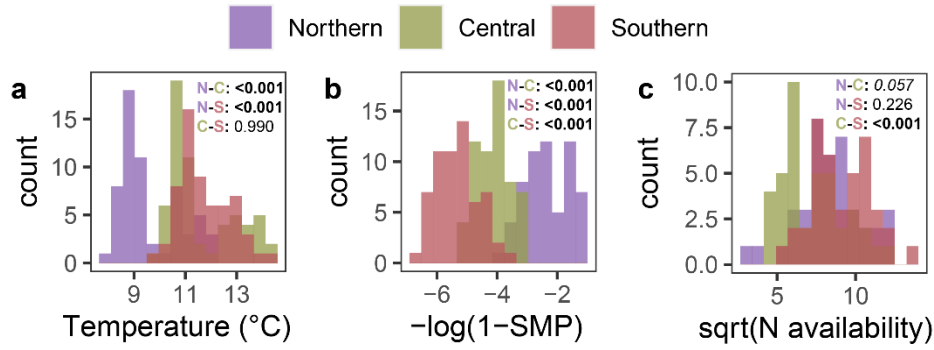 Northern Central Southern
a
N-C: <0.001
N-S: <0.001
C-S: 0.990
count
15
10
5
0
9 11 13
Temperature (°C)
b
N-C: <0.001
N-S: <0.001
C-S: <0.001
count
15
10
5
0
−6 −4 −2
−log(1−SMP)
c
N-C: 0.057
N-S: 0.226
C-S: <0.001
count
10.0
7.5
5.0
2.5
0.0
5 10
sqrt(N availability)